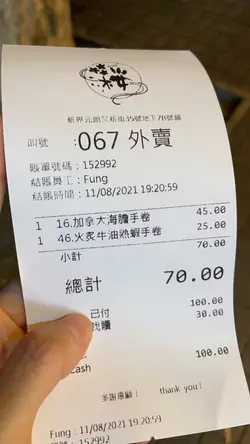 新界元朗又新街35號地下7B號舖
叫號 :067 外賣
賬單號碼:152992
結賬員工:Fung
結賬時間:11/08/2021 19:20:59
1 16.加拿大海膽手卷 45.00
1 46.火炙牛油熱蝦手卷 25.00
小計 70.00
總計 70.00
已付 100.00
找贖 30.00
Cash 100.00
多謝惠顧! thank you!
Fung:11/08/2021 19:20:59
號碼:152992